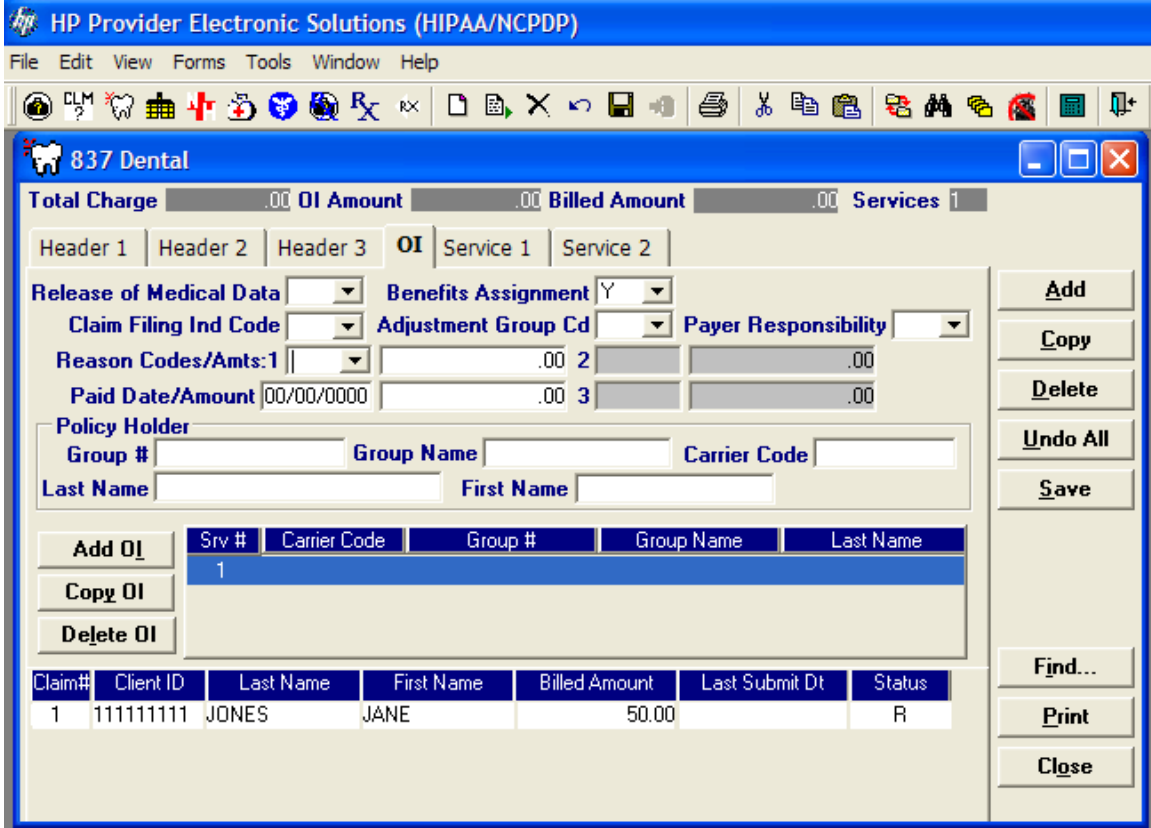 hp HP Provider Electronic Solutions (HIPAA/NCPDP)
File Edit View Forms Tools Window Help
CLM ? Rx RX
837 Dental
Total Charge .00 OI Amount .00 Billed Amount .00 Services 1
Header 1 Header 2 Header 3 OI Service 1 Service 2
Release of Medical Data Benefits Assignment Y Add
Claim Filing Ind Code Adjustment Group Cd Payer Responsibility
Copy
Reason Codes/Amts:1 .00 2 .00
Paid Date/Amount 00/00/0000 .00 3 .00 Delete
Policy Holder
Group # Group Name Carrier Code Undo All
Last Name First Name Save
Add OI Srv # Carrier Code Group # Group Name Last Name
1
Copy OI
Delete OI
Find...
Claim# Client ID Last Name First Name Billed Amount Last Submit Dt Status
1 111111111 JONES JANE 50.00 R Print
Close